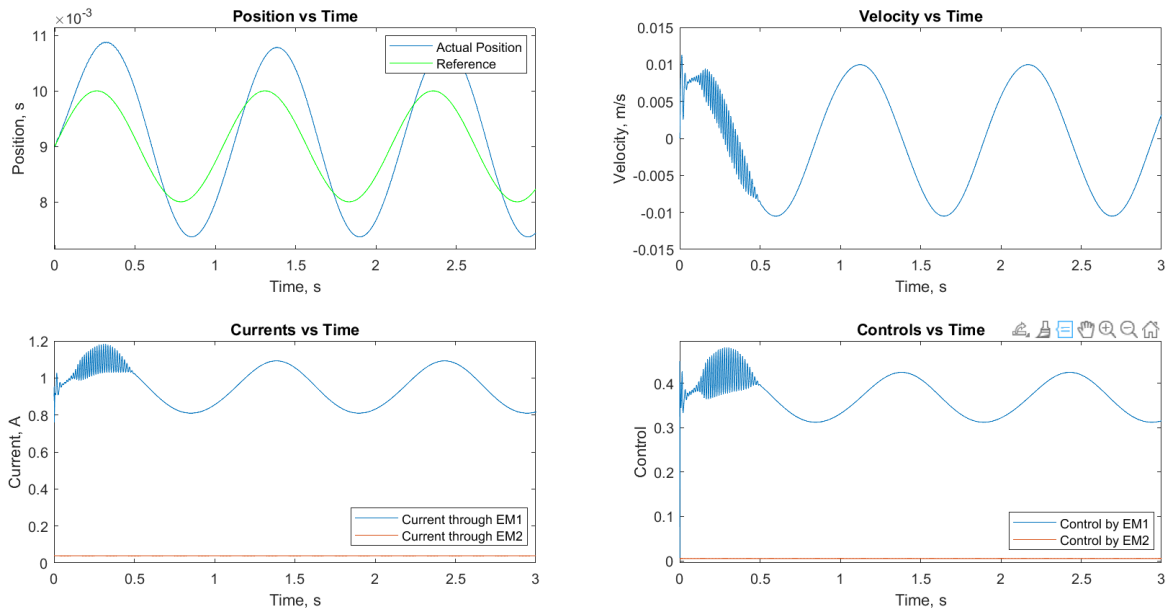 Position vs Time
×10⁻³
11
10
9
8
Position, s
0
0.5
1
1.5
2
2.5
Time, s
Actual Position
Reference
Velocity vs Time
0.015
0.01
0.005
0
-0.005
-0.01
-0.015
Velocity, m/s
0
0.5
1
1.5
2
2.5
3
Time, s
Currents vs Time
1.2
1
0.8
0.6
0.4
0.2
0
Current, A
0
0.5
1
1.5
2
2.5
3
Time, s
Current through EM1
Current through EM2
Controls vs Time
0.4
0.3
0.2
0.1
0
Control
0
0.5
1
1.5
2
2.5
3
Time, s
Control by EM1
Control by EM2